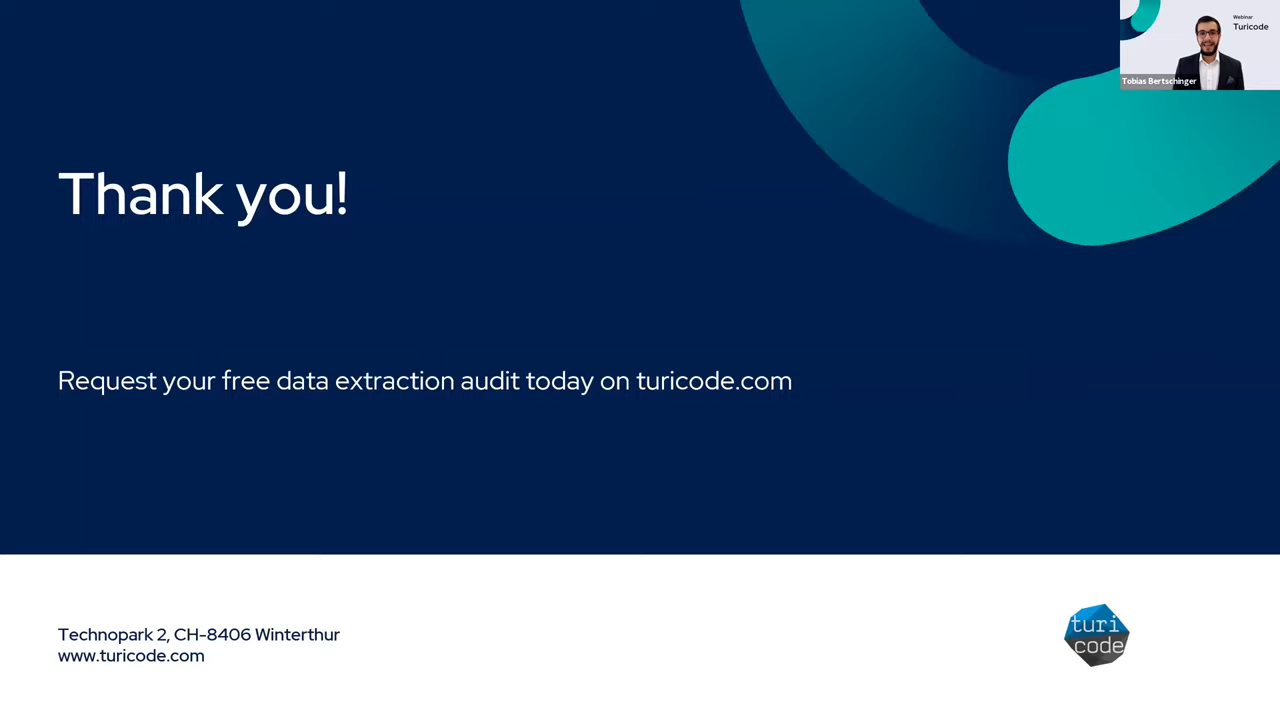 Webinar
Turicode
Tobias Bertschinger
Thank you!
Request your free data extraction audit today on turicode.com
Technopark 2, CH-8406 Winterthur
www.turicode.com
turi
code